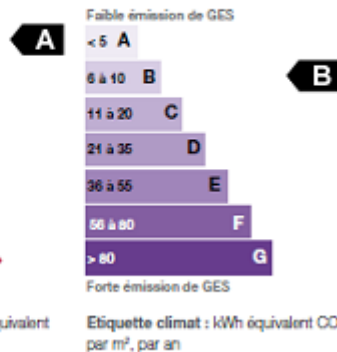 Faible émission de GES
A
< 5 A
6 à 10 B
B
11 à 20 C
21 à 35 D
36 à 55 E
56 à 80 F
> 80 G
Forte émission de GES
Etiquette climat : kWh équivalent CO
par m², par an